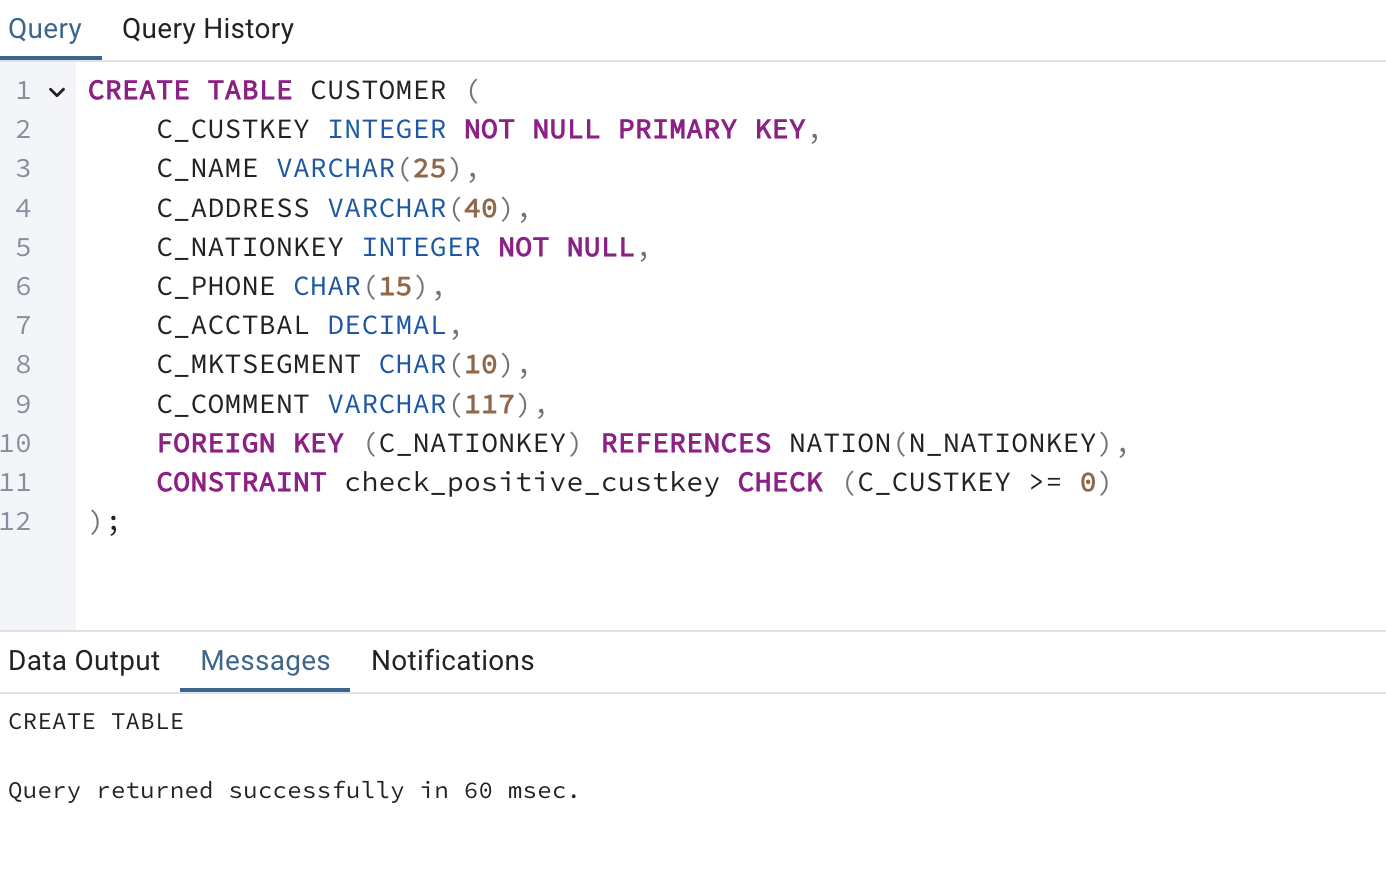 Query Query History
1 CREATE TABLE CUSTOMER (
2 C_CUSTKEY INTEGER NOT NULL PRIMARY KEY,
3 C_NAME VARCHAR(25),
4 C_ADDRESS VARCHAR(40),
5 C_NATIONKEY INTEGER NOT NULL,
6 C_PHONE CHAR(15),
7 C_ACCTBAL DECIMAL,
8 C_MKTSEGMENT CHAR(10),
9 C_COMMENT VARCHAR(117),
10 FOREIGN KEY (C_NATIONKEY) REFERENCES NATION(N_NATIONKEY),
11 CONSTRAINT check_positive_custkey CHECK (C_CUSTKEY >= 0)
12 );
Data Output Messages Notifications
CREATE TABLE
Query returned successfully in 60 msec.